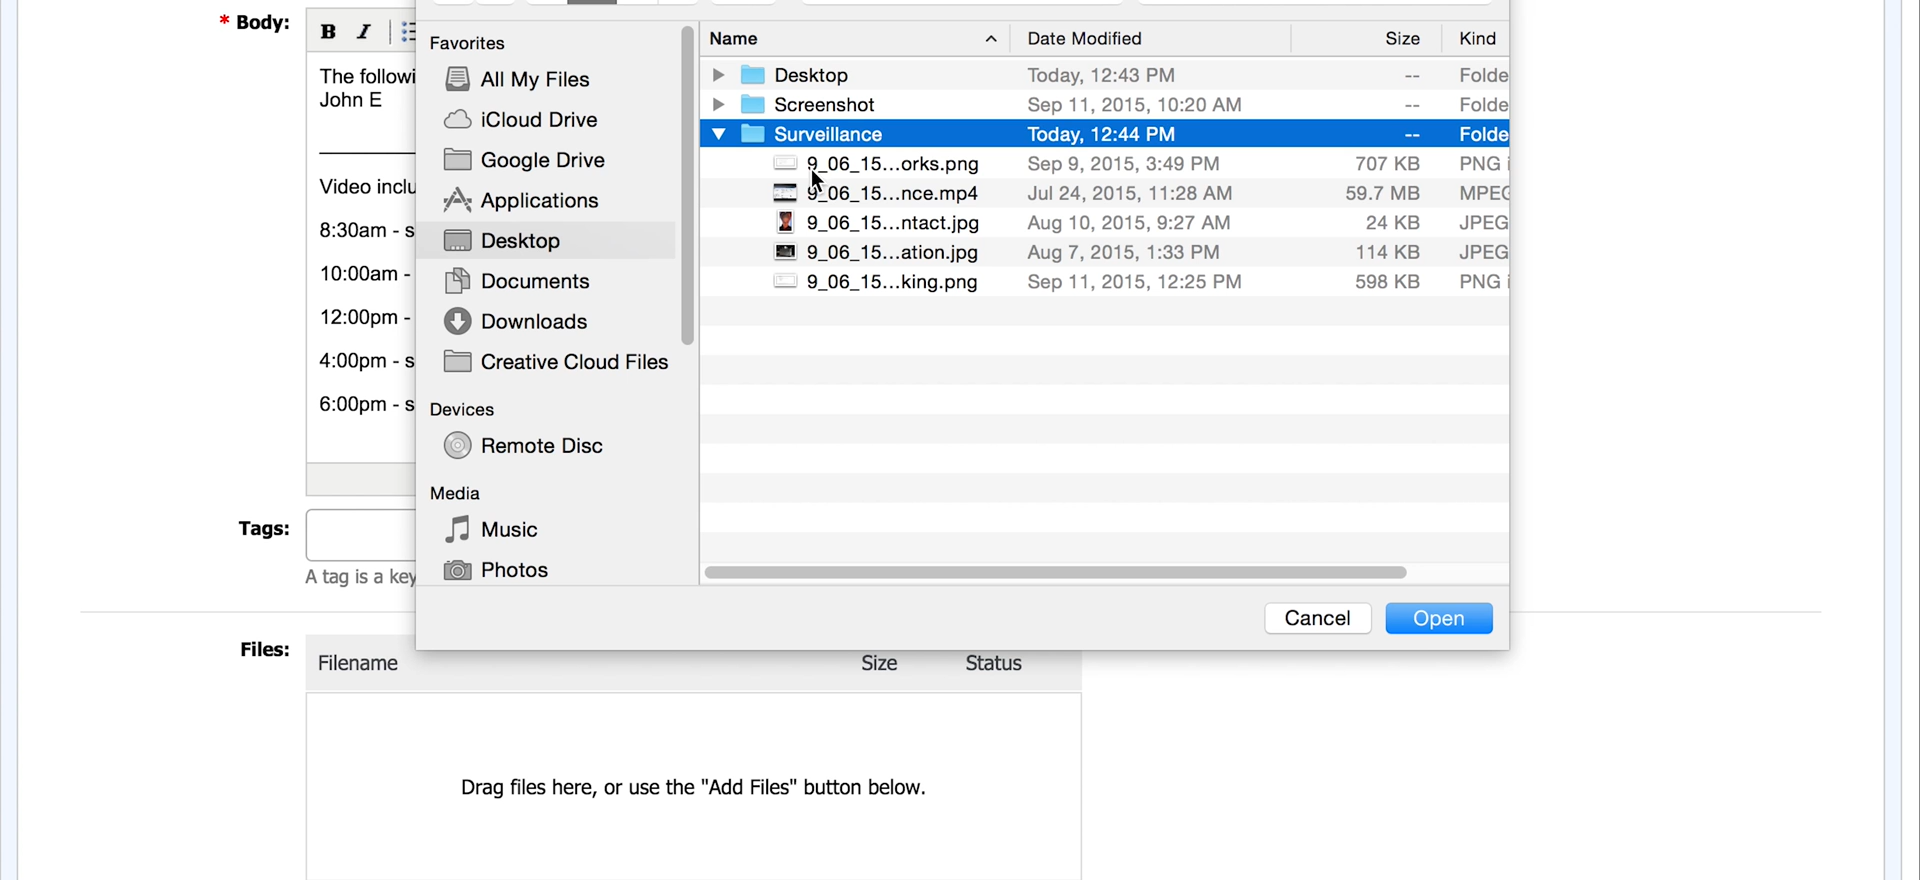 * Body:
B I
The followi
John E
Video inclu
8:30am - s
10:00am -
12:00pm -
4:00pm - s
6:00pm - s
Tags:
A tag is a key
Files:
Filename Size Status
Drag files here, or use the "Add Files" button below.
Favorites
All My Files
iCloud Drive
Google Drive
Applications
Desktop
Documents
Downloads
Creative Cloud Files
Devices
Remote Disc
Media
Music
Photos
Name Date Modified Size Kind
Desktop Today, 12:43 PM -- Folde
Screenshot Sep 11, 2015, 10:20 AM -- Folde
Surveillance Today, 12:44 PM -- Folde
9_06_15...orks.png Sep 9, 2015, 3:49 PM 707 KB PNG i
9_06_15...nce.mp4 Jul 24, 2015, 11:28 AM 59.7 MB MPEG
9_06_15...ntact.jpg Aug 10, 2015, 9:27 AM 24 KB JPEG
9_06_15...ation.jpg Aug 7, 2015, 1:33 PM 114 KB JPEG
9_06_15...king.png Sep 11, 2015, 12:25 PM 598 KB PNG i
Cancel Open